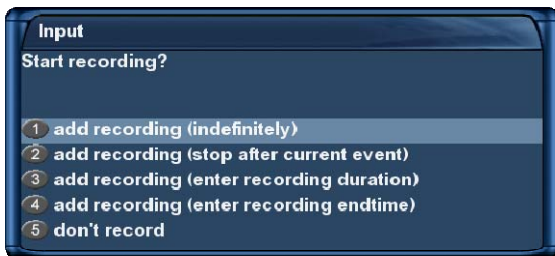 Input
Start recording?
1 add recording (indefinitely)
2 add recording (stop after current event)
3 add recording (enter recording duration)
4 add recording (enter recording endtime)
5 don't record